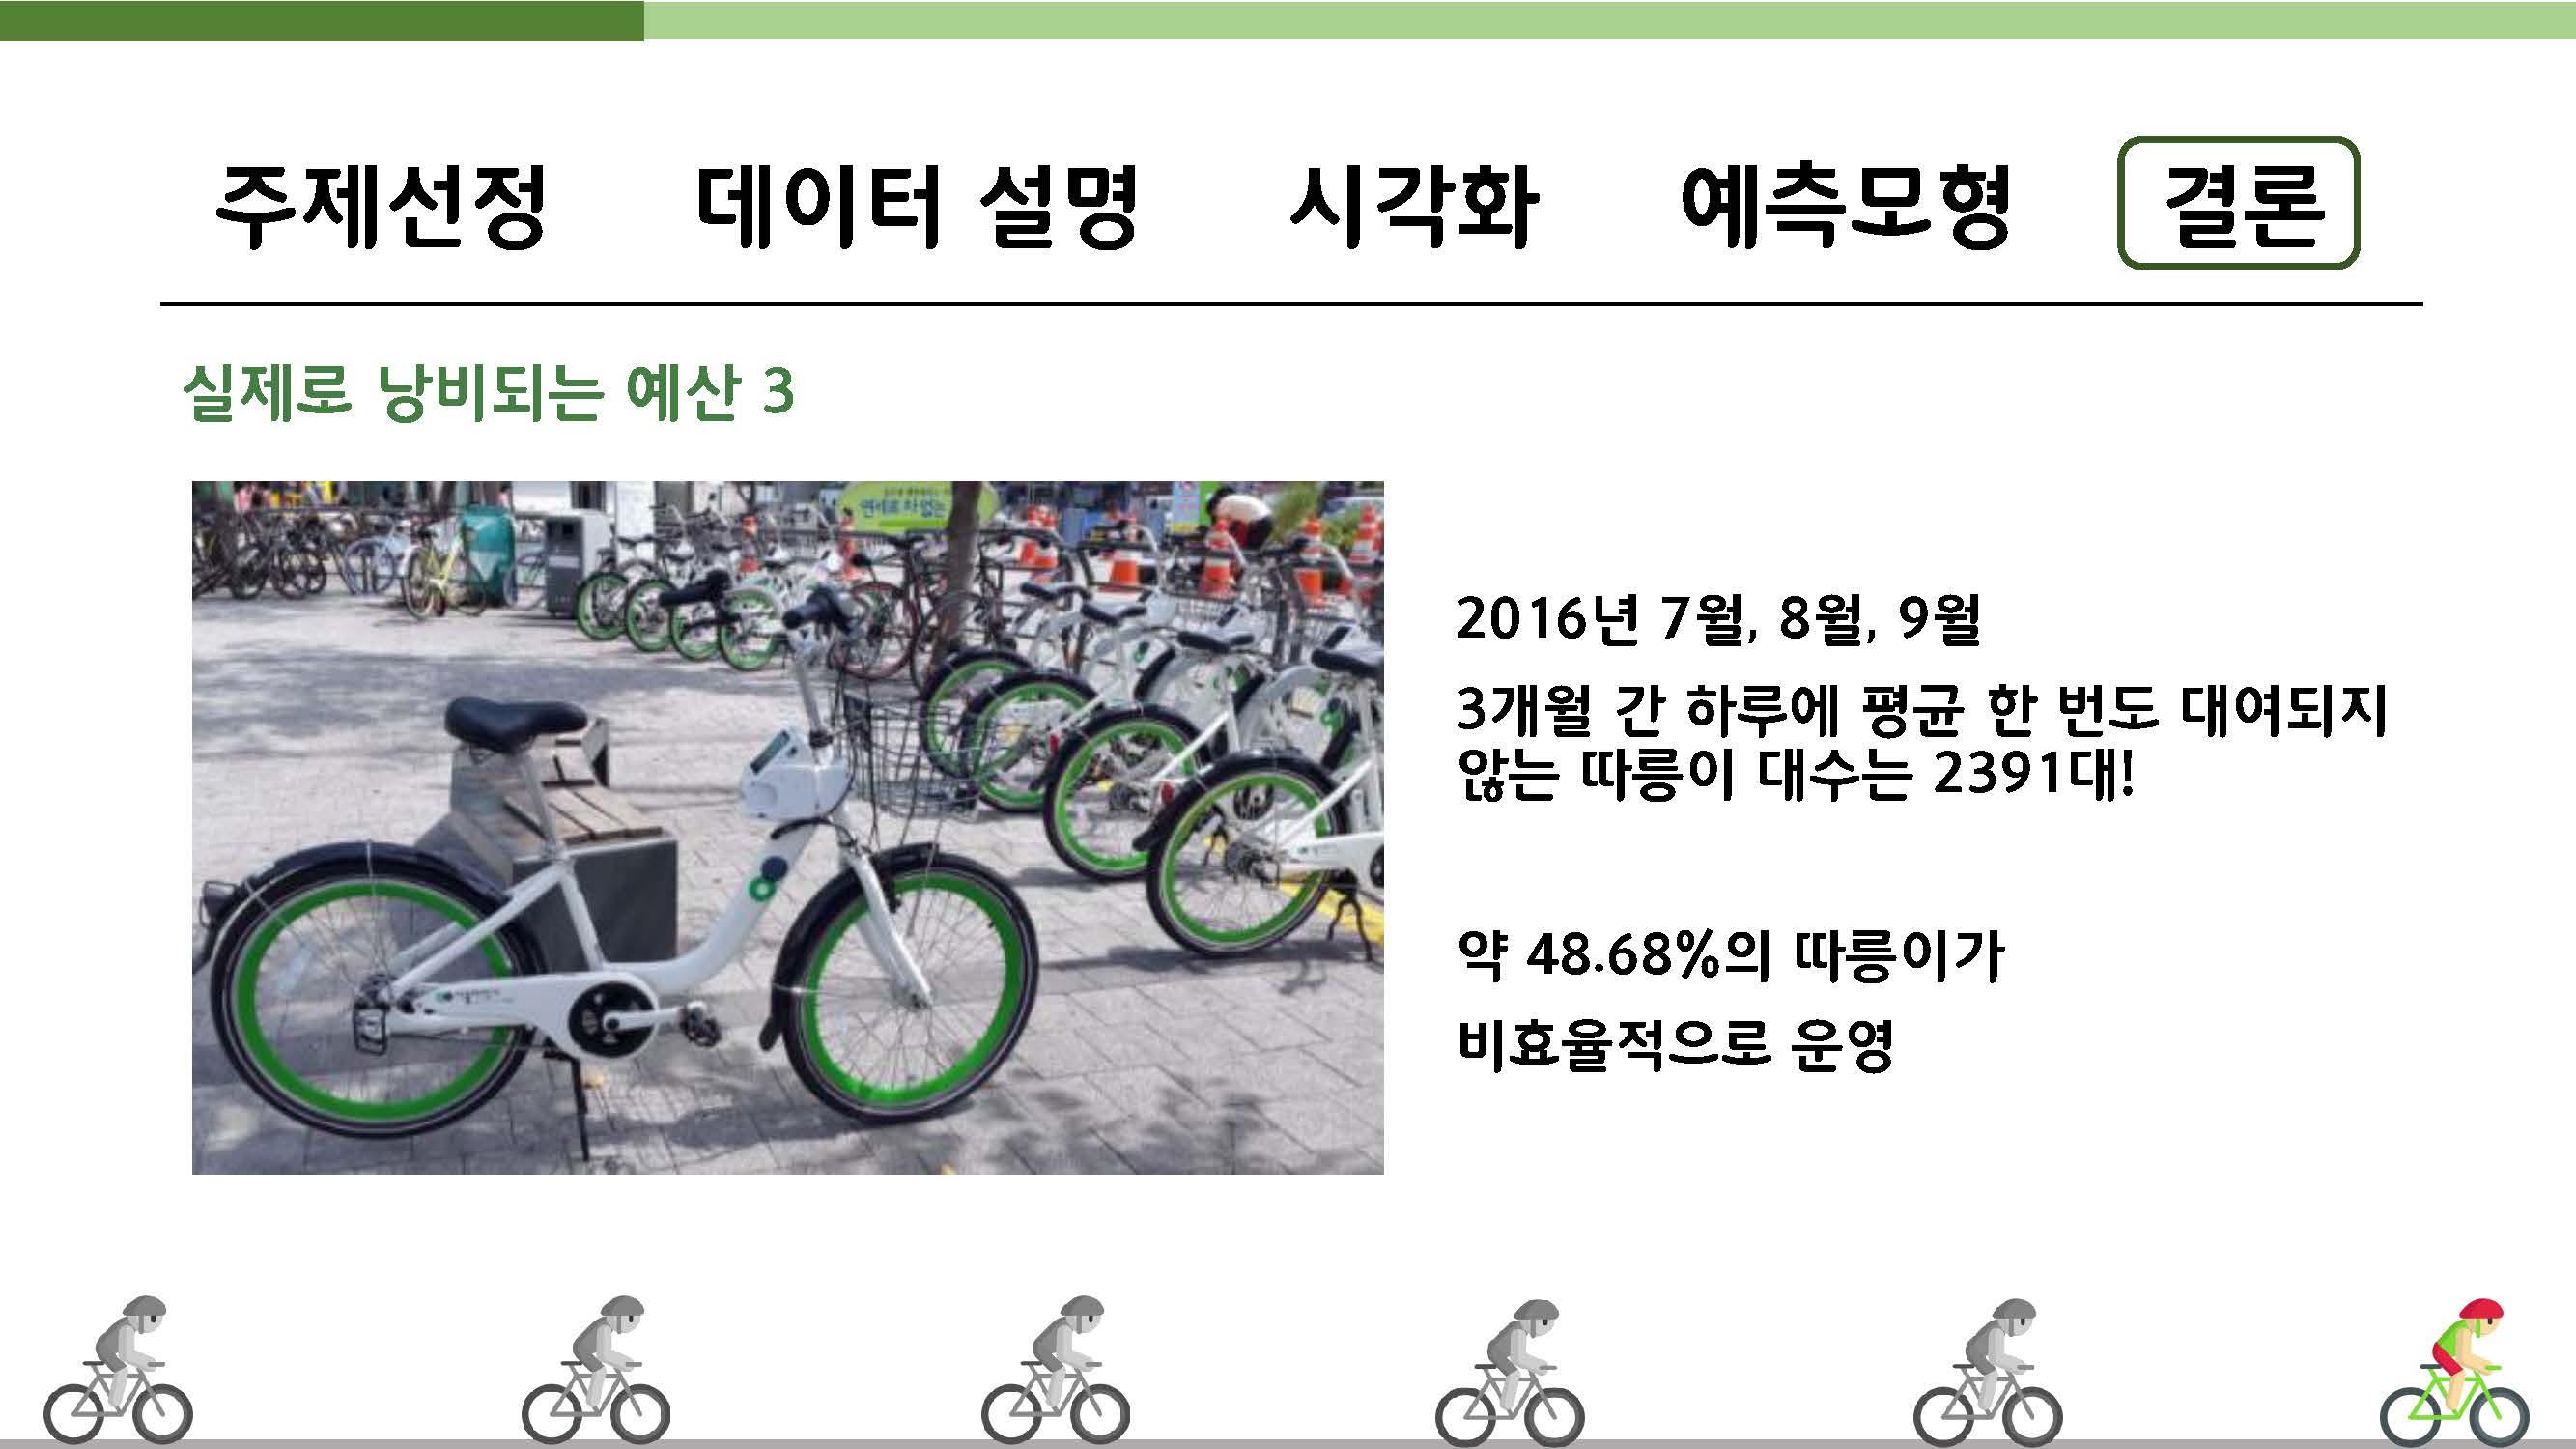 주제선정 데이터 설명 시각화 예측모형 결론
실제로 낭비되는 예산 3
2016년 7월, 8월, 9월
3개월 간 하루에 평균 한 번도 대여되지
않는 따릉이 대수는 2391대!
약 48.68%의 따릉이가
비효율적으로 운영